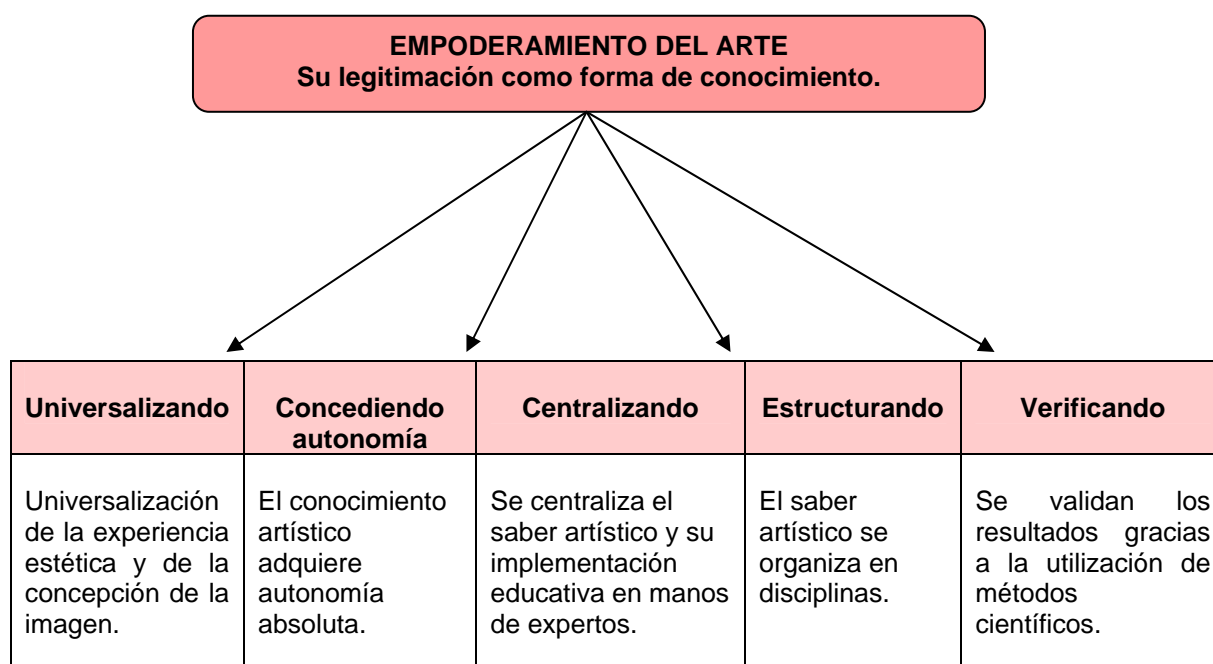 EMPODERAMIENTO DEL ARTE
Su legitimación como forma de conocimiento.
Universalizando
Concediendo
autonomía
Centralizando
Estructurando
Verificando
Universalización
de la experiencia
estética y de la
concepción de la
imagen.
El conocimiento
artístico
adquiere
autonomía
absoluta.
Se centraliza el
saber artístico y su
implementación
educativa en manos
de expertos.
El saber
artístico se
organiza en
disciplinas.
Se validan los
resultados gracias
a la utilización de
métodos
científicos.